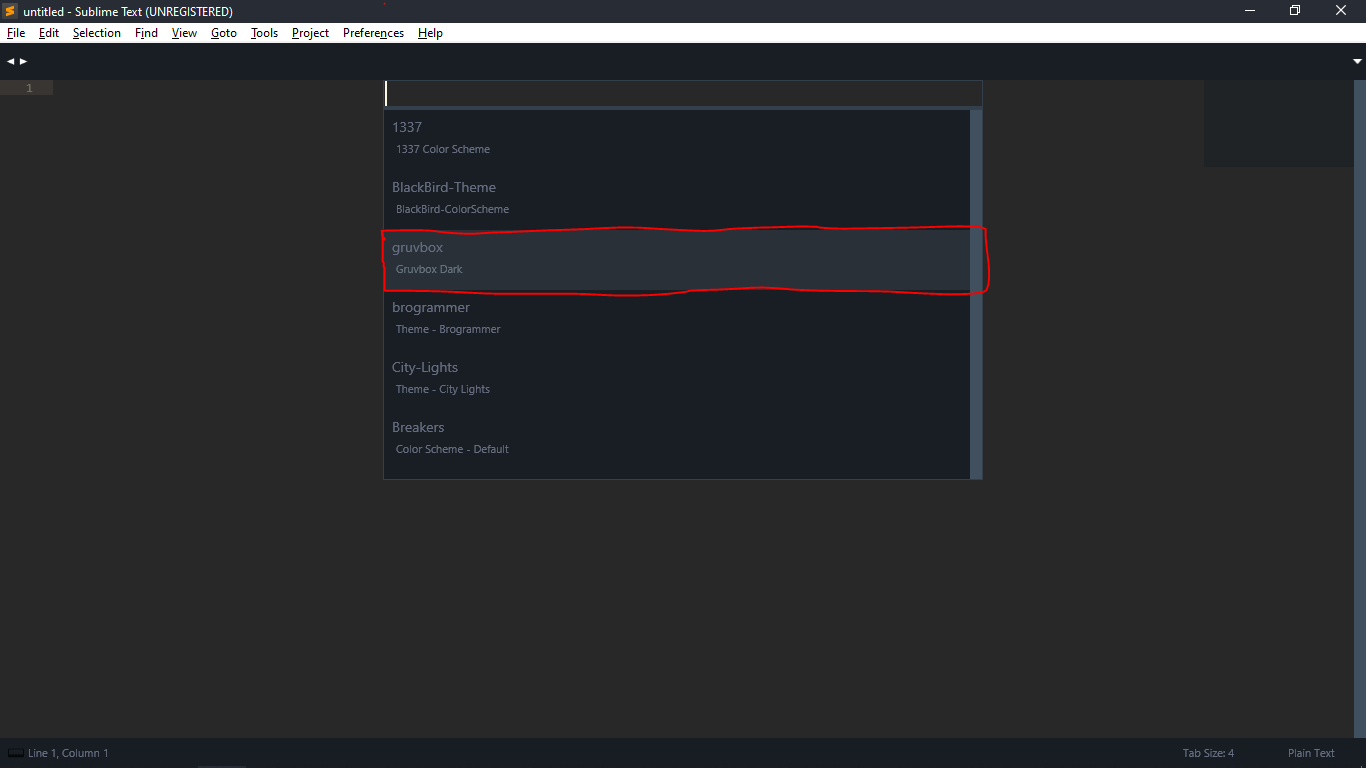 untitled - Sublime Text (UNREGISTERED)
File Edit Selection Find View Goto Tools Project Preferences Help
1
1337
1337 Color Scheme
BlackBird-Theme
BlackBird-ColorScheme
gruvbox
Gruvbox Dark
brogrammer
Theme - Brogrammer
City-Lights
Theme - City Lights
Breakers
Color Scheme - Default
Line 1, Column 1 Tab Size: 4 Plain Text